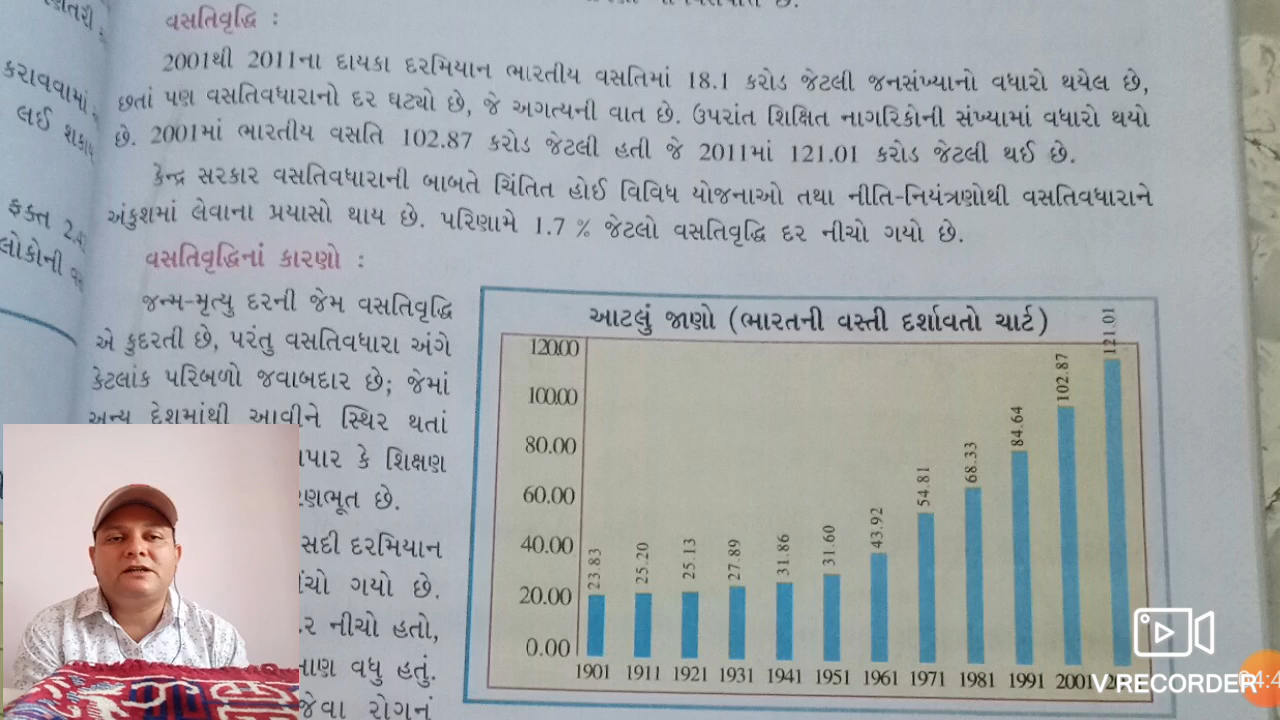 વસતિવૃદ્ધિ :
2001થી 2011ના દાયકા દરમિયાન ભારતીય વસતિમાં 18.1 કરોડ જેટલી જનસંખ્યાનો વધારો થયેલ છે,
છતાં પણ વસતિવધારાનો દર ઘટ્યો છે, જે અગત્યની વાત છે. ઉપરાંત શિક્ષિત નાગરિકોની સંખ્યામાં વધારો થયો
છે. 2001માં ભારતીય વસતિ 102.87 કરોડ જેટલી હતી જે 2011માં 121.01 કરોડ જેટલી થઈ છે.
કેન્દ્ર સરકાર વસતિવધારાની બાબતે ચિંતિત હોઈ વિવિધ યોજનાઓ તથા નીતિ-નિયંત્રણોથી વસતિવધારાને
અંકુશમાં લેવાના પ્રયાસો થાય છે. પરિણામે 1.7 % જેટલો વસતિવૃદ્ધિ દર નીચો ગયો છે.
વસતિવૃદ્ધિનાં કારણો :
જન્મ-મૃત્યુ દરની જેમ વસતિવૃદ્ધિ
એ કુદરતી છે, પરંતુ વસતિવધારા અંગે
કેટલાંક પરિબળો જવાબદાર છે; જેમાં
અન્ય દેશમાંથી આવીને સ્થિર થતાં
કે શિક્ષણ
છે.
સદી દરમિયાન
ગયો છે.
નીચો હતો,
વધુ હતું.
જેવા રોગનાં
કરાવવામાં
લઈ
ફક્ત
લોકોની
આટલું જાણો (ભારતની વસ્તી દર્શાવતો ચાર્ટ)
120.00
100.00
80.00
60.00
40.00
20.00
0.00
23.83 25.20 25.13 27.89 31.86 31.60 43.92 54.81 68.33 84.64 102.87 121.01
1901 1911 1921 1931 1941 1951 1961 1971 1981 1991 2001
VRECORDER